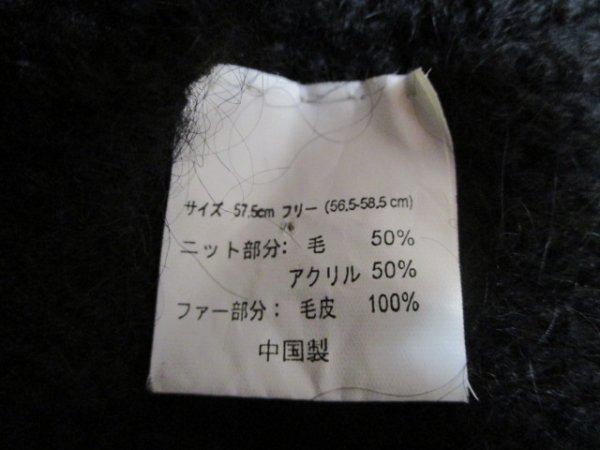 サイズ 57.5cm フリー (56.5-58.5 cm)
ニット部分: 毛 50%
アクリル 50%
ファー部分: 毛皮 100%
中国製